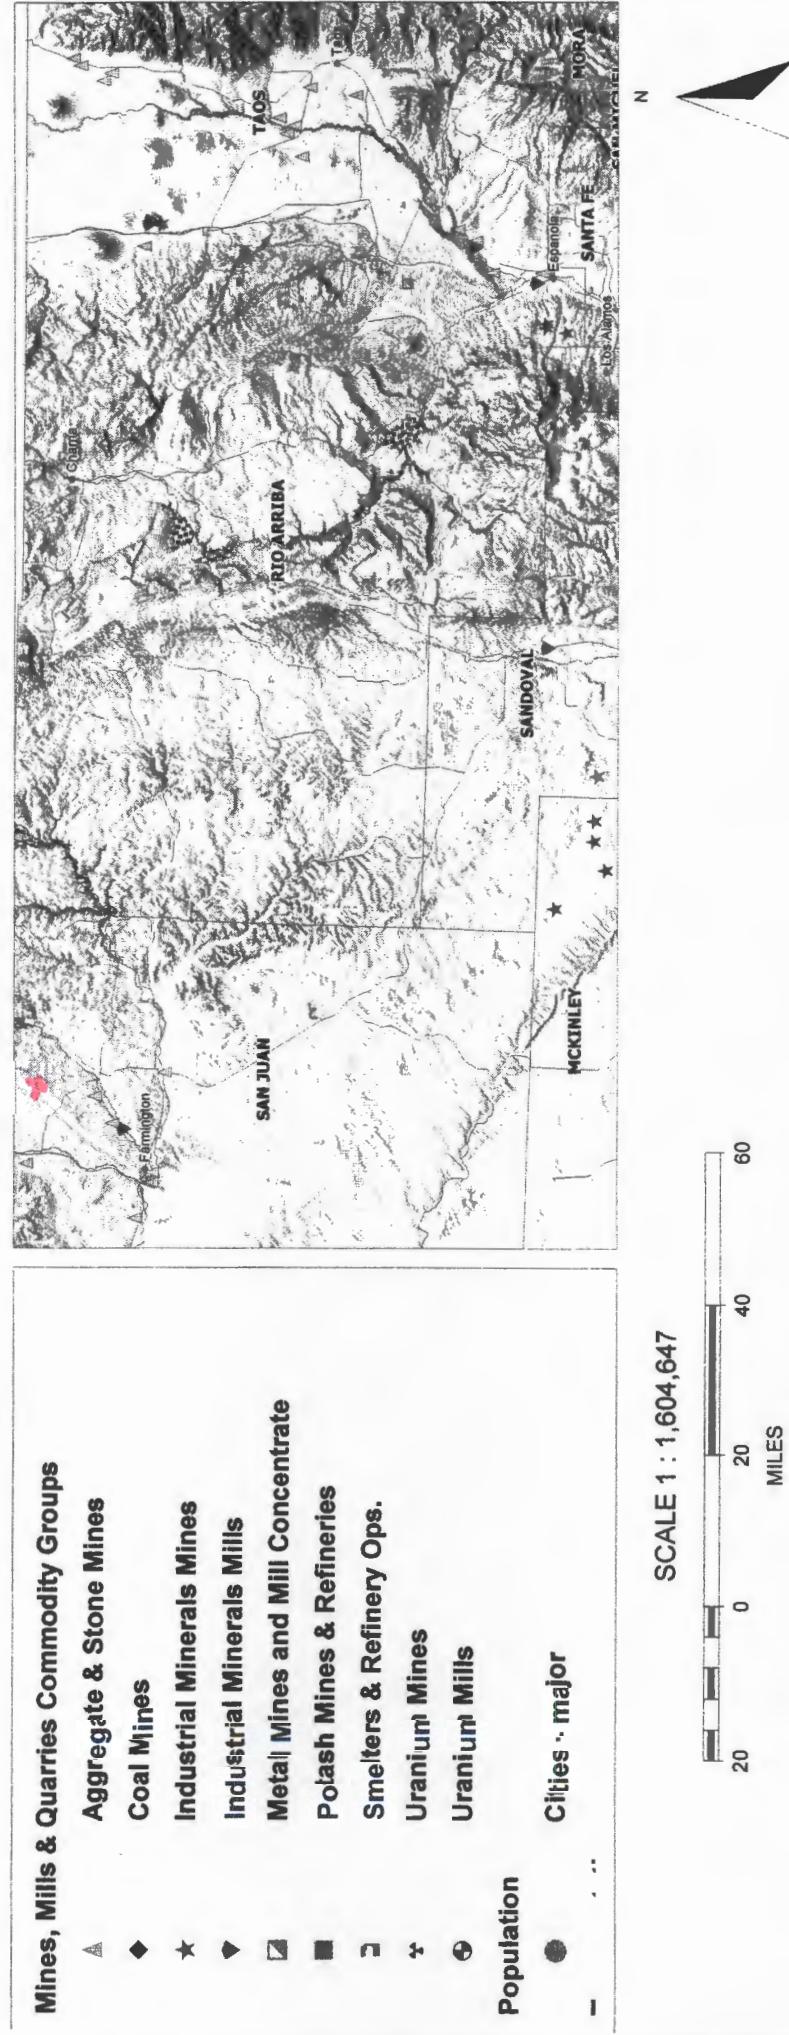 Mines, Mills & Quarries Commodity Groups
Aggregate & Stone Mines
Coal Mines
Industrial Minerals Mines
Industrial Minerals Mills
Metal Mines and Mill Concentrate
Potash Mines & Refineries
Smelters & Refinery Ops.
Uranium Mines
Uranium Mills
Population
Cities - major
Farmington
SAN JUAN
MCKINLEY
SANDOVAL
RIO ARRIBA
Chama
TAOS
Taos
Espanola
SANTA FE
Los Alamos
MORA
SAN MIGUEL
SCALE 1 : 1,604,647
20 0 20 40 60
MILES
N